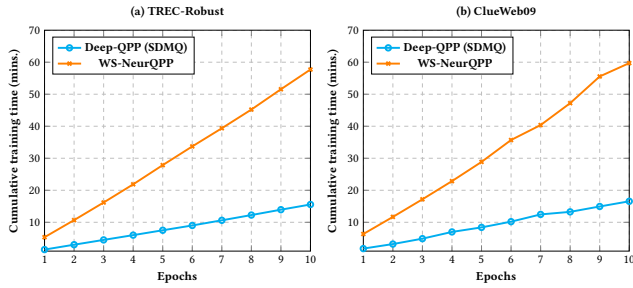 (a) TREC-Robust
70
60
50
40
30
20
10
Cumulative training time (mins.)
Deep-QPP (SDMQ)
WS-NeurQPP
1 2 3 4 5 6 7 8 9 10
Epochs
(b) ClueWeb09
70
60
50
40
30
20
10
Cumulative training time (mins.)
Deep-QPP (SDMQ)
WS-NeurQPP
1 2 3 4 5 6 7 8 9 10
Epochs